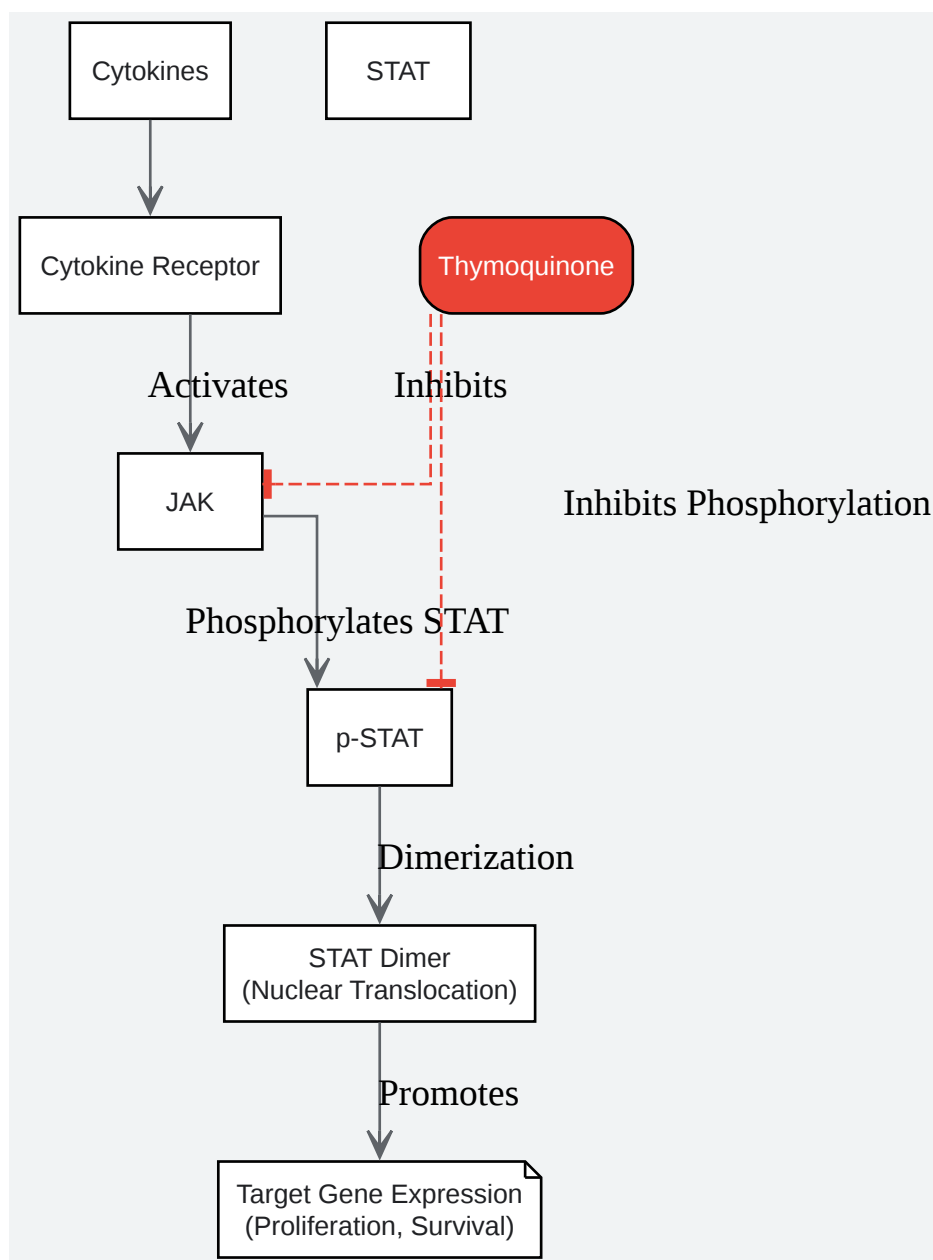 Cytokines
STAT
Cytokine Receptor
Thymoquinone
Activates
Inhibits
JAK
Inhibits Phosphorylation
Phosphorylates STAT
p-STAT
Dimerization
STAT Dimer
(Nuclear Translocation)
Promotes
Target Gene Expression
(Proliferation, Survival)